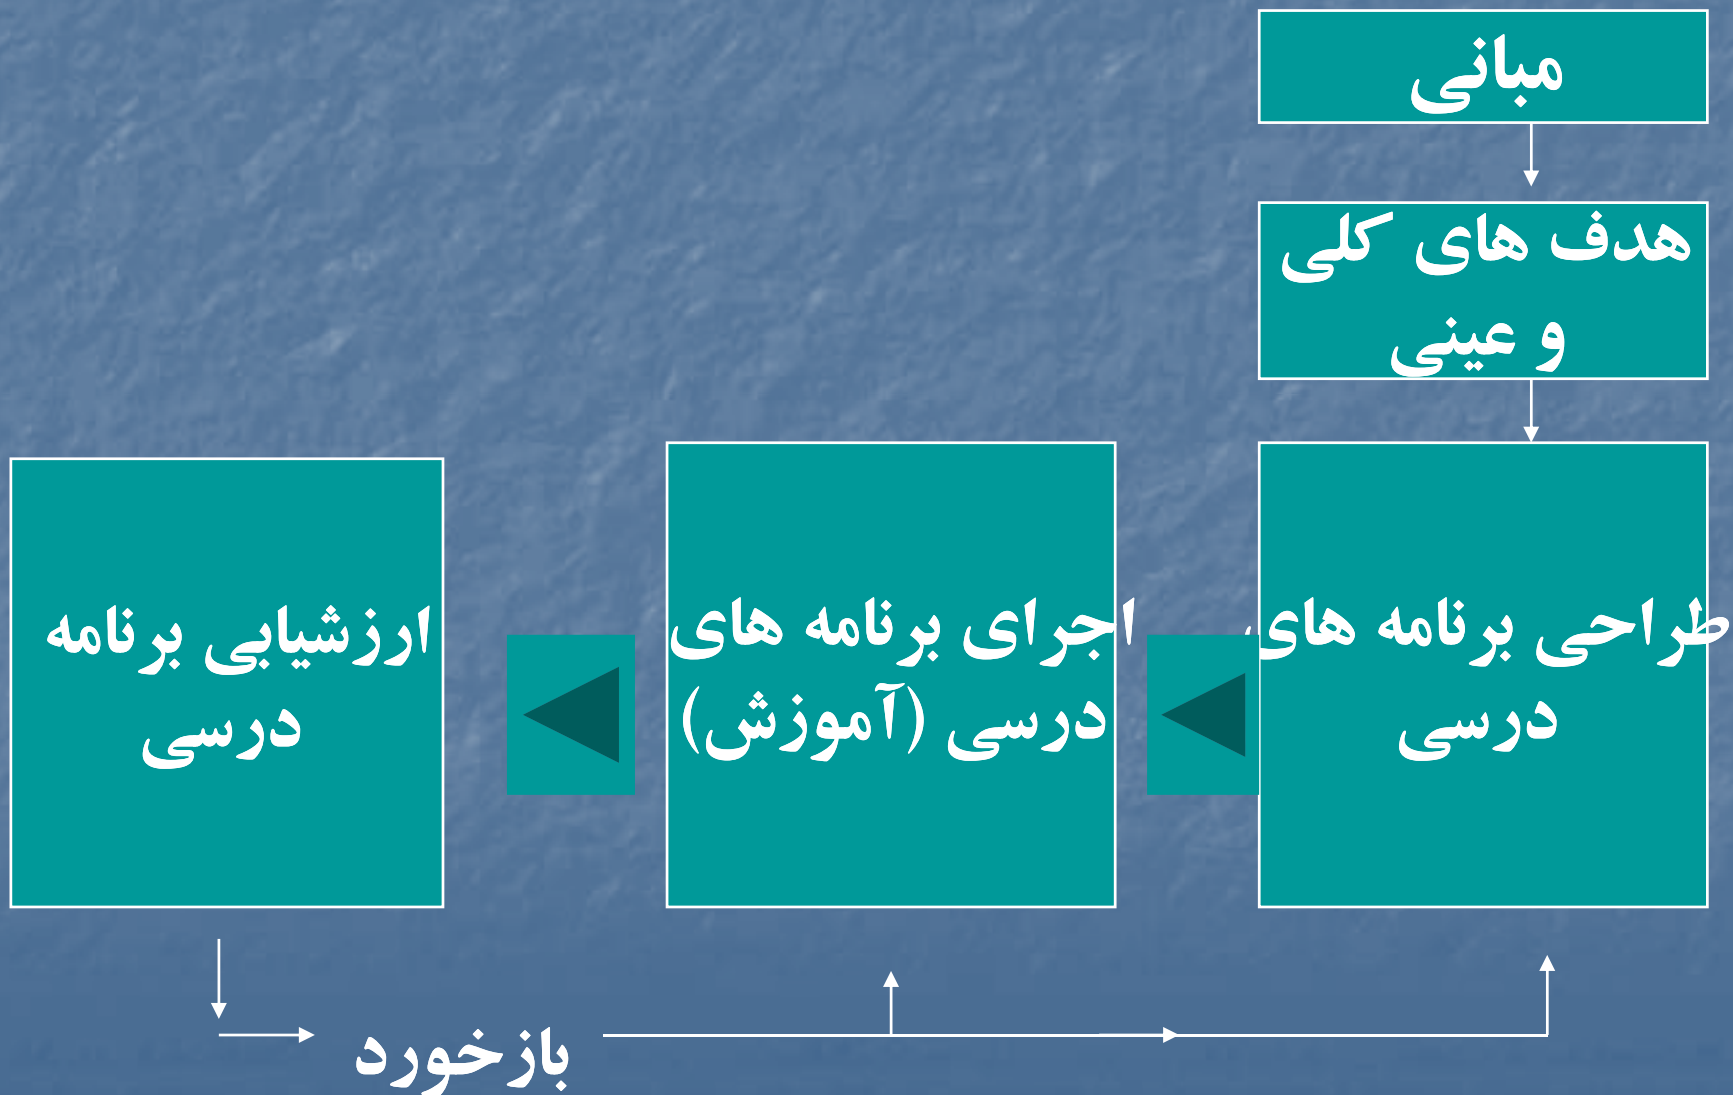 مبانی
هدف های کلی
و عینی
طراحی برنامه های
درسی
اجرای برنامه های
درسی (آموزش)
ارزشیابی برنامه
درسی
بازخورد